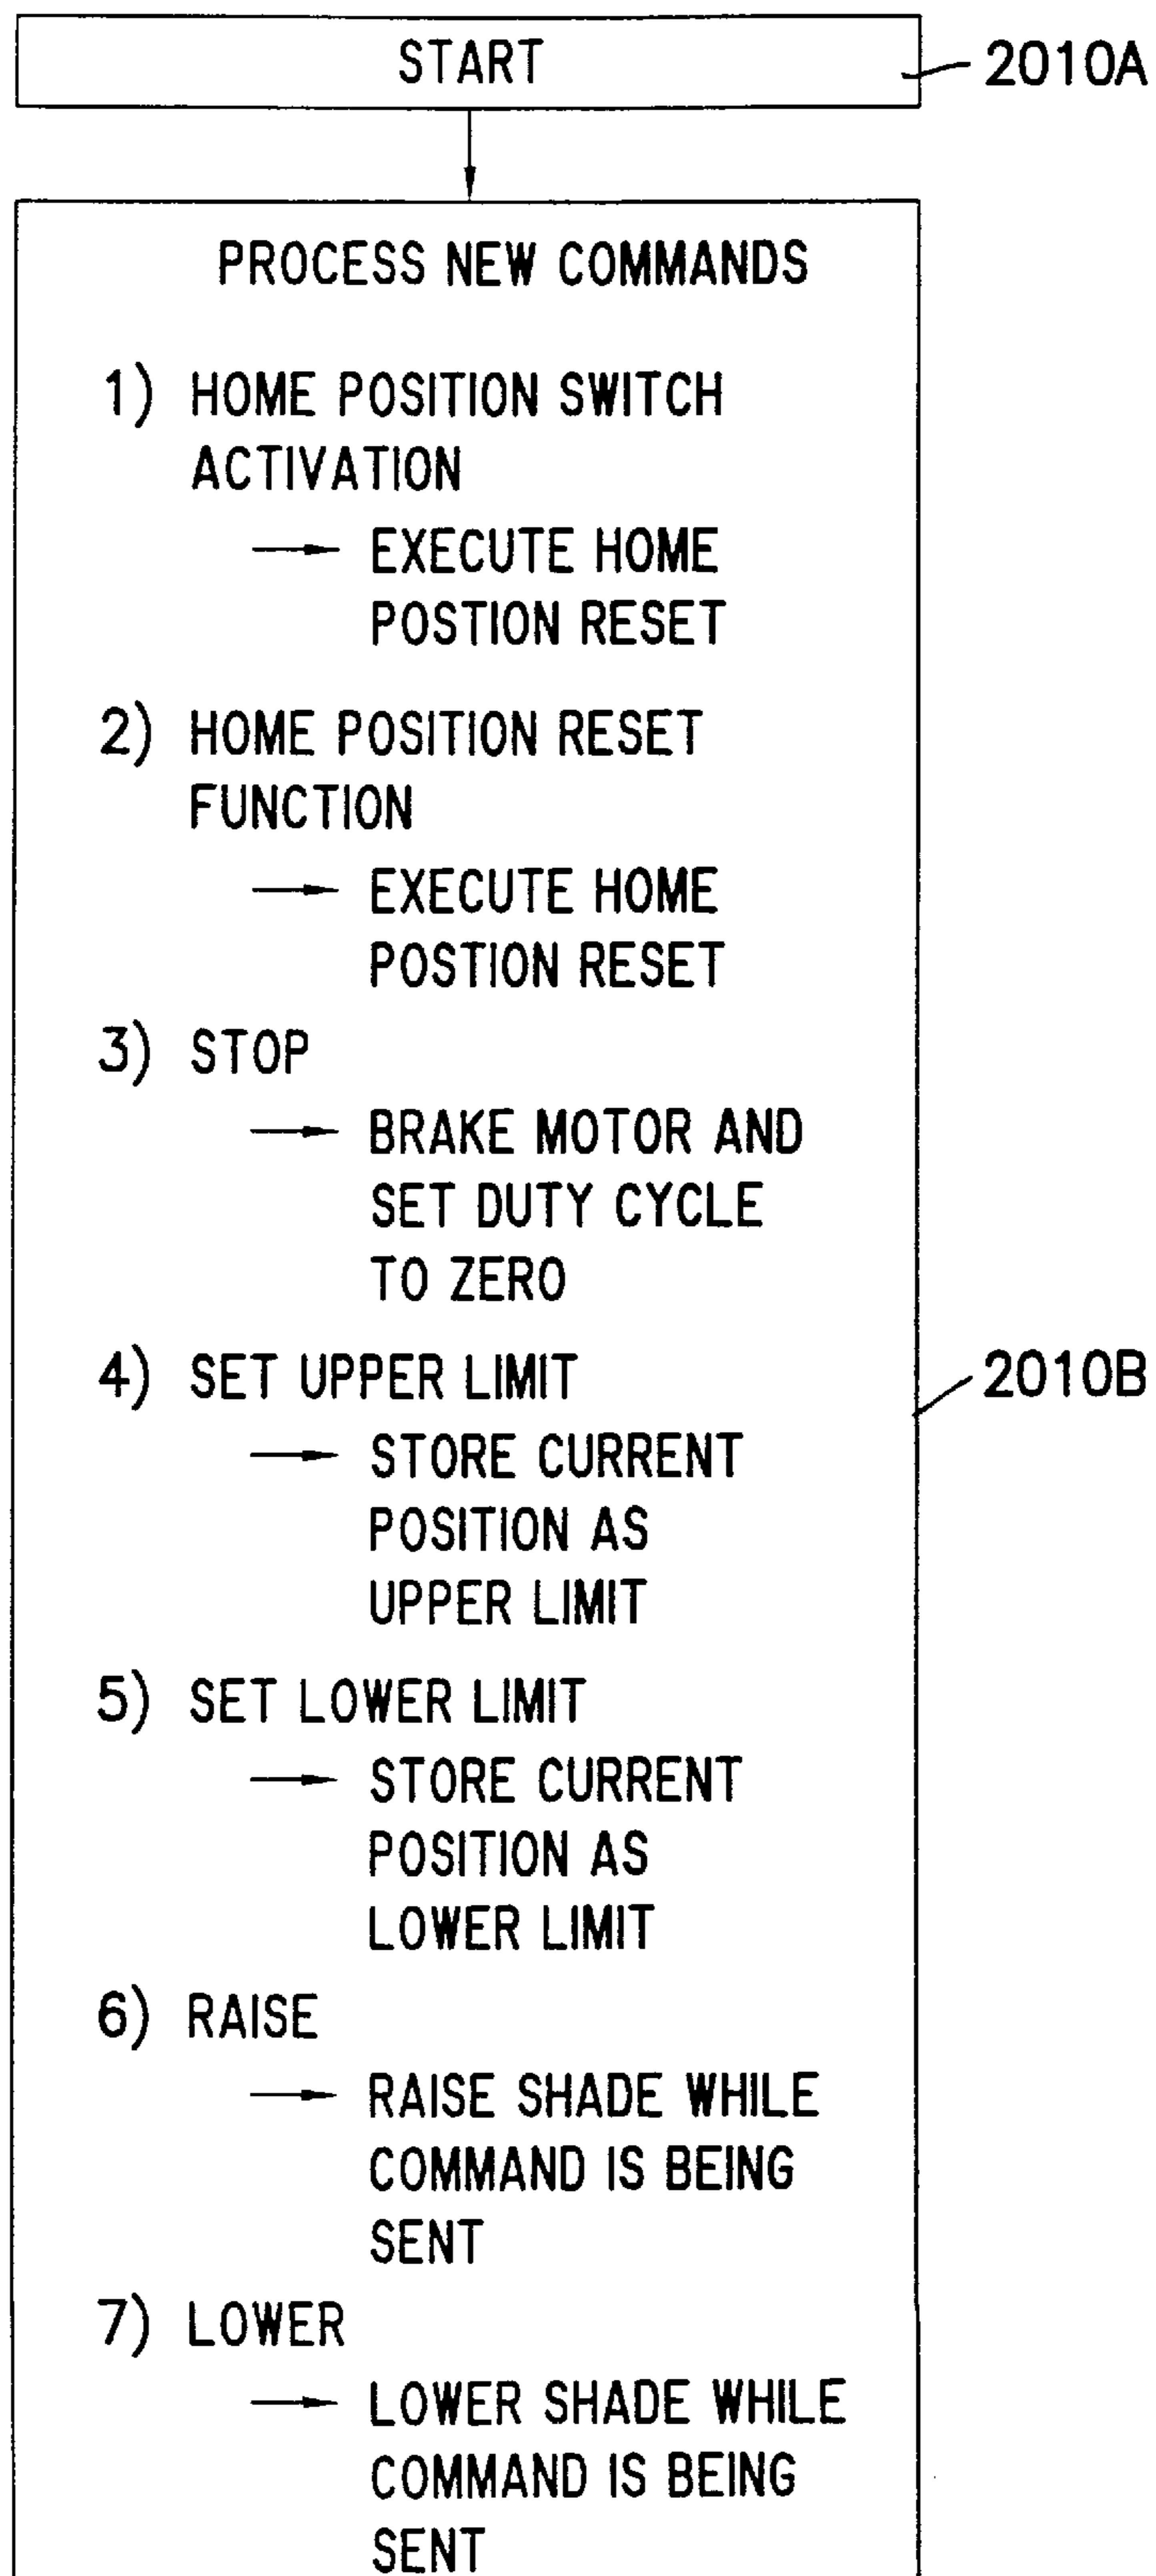 START
2010A
PROCESS NEW COMMANDS
1) HOME POSITION SWITCH
ACTIVATION
→ EXECUTE HOME
POSTION RESET
2) HOME POSITION RESET
FUNCTION
→ EXECUTE HOME
POSTION RESET
3) STOP
→ BRAKE MOTOR AND
SET DUTY CYCLE
TO ZERO
4) SET UPPER LIMIT
2010B
→ STORE CURRENT
POSITION AS
UPPER LIMIT
5) SET LOWER LIMIT
→ STORE CURRENT
POSITION AS
LOWER LIMIT
6) RAISE
→ RAISE SHADE WHILE
COMMAND IS BEING
SENT
7) LOWER
→ LOWER SHADE WHILE
COMMAND IS BEING
SENT